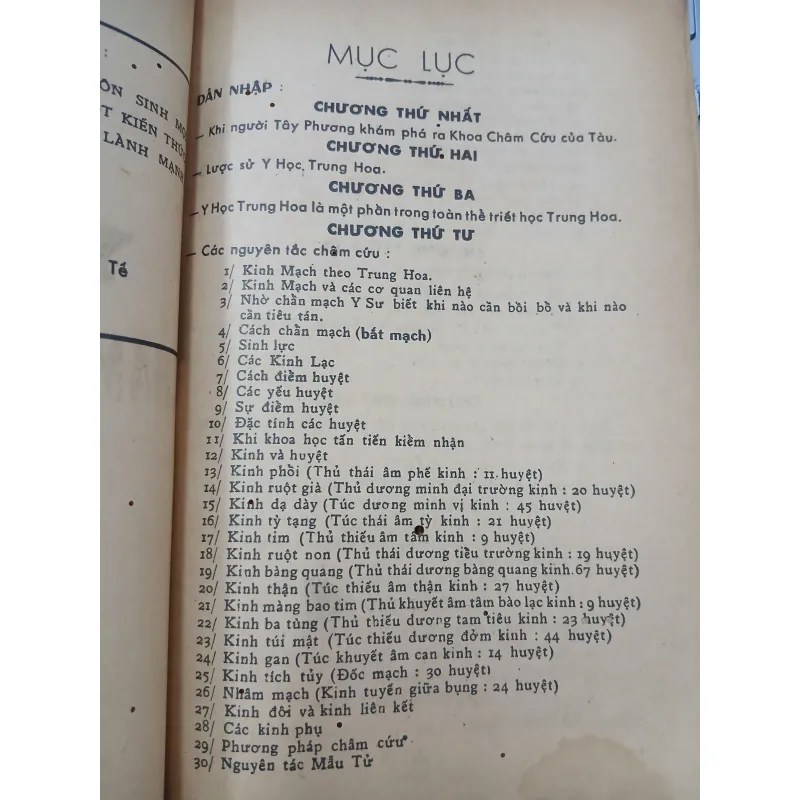 :
ÔN SINH MỌ
T KIẾN THỨ
LÀNH MẠNH
Tế
MỤC LỤC
DẪN NHẬP :
CHƯƠNG THỨ NHẤT
— Khi người Tây Phương khám phá ra Khoa Châm Cứu của Tàu.
CHƯƠNG THỨ HAI
— Lược sử Y Học Trung Hoa.
CHƯƠNG THỨ BA
— Y Học Trung Hoa là một phần trong toàn thể triết học Trung Hoa.
CHƯƠNG THỨ TƯ
— Các nguyên tắc châm cứu :
1/ Kinh Mạch theo Trung Hoa.
2/ Kinh Mạch và các cơ quan liên hệ
3/ Nhờ chẩn mạch Y Sư biết khi nào cần bồi bổ và khi nào
cần tiêu tán.
4/ Cách chẩn mạch (bắt mạch)
5/ Sinh lực
6/ Các Kinh Lạc
7/ Cách điểm huyệt
8/ Các yếu huyệt
9/ Sự điểm huyệt
10/ Đặc tính các huyệt
11/ Khi khoa học tấn tiến kiểm nhận
12/ Kinh và huyệt
13/ Kinh phổi (Thủ thái âm phế kinh : 11 huyệt)
14/ Kinh ruột già (Thủ dương minh đại trường kinh : 20 huyệt)
15/ Kinh dạ dày (Túc dương minh vị kinh : 45 huyệt)
16/ Kinh tỳ tạng (Túc thái âm tỳ kinh : 21 huyệt)
17/ Kinh tim (Thủ thiếu âm tâm kinh : 9 huyệt)
18/ Kinh ruột non (Thủ thái dương tiểu trường kinh : 19 huyệt)
19/ Kinh bàng quang (Thủ thái dương bàng quang kinh.67 huyệt)
20/ Kinh thận (Túc thiếu âm thận kinh : 27 huyệt)
21/ Kinh màng bao tim (Thủ khuyết âm tâm bào lạc kinh : 9 huyệt)
22/ Kinh ba tùng (Thủ thiếu dương tam tiêu kinh : 23 huyệt)
23/ Kinh túi mật (Túc thiếu dương đởm kinh : 44 huyệt)
24/ Kinh gan (Túc khuyết âm can kinh : 14 huyệt)
25/ Kinh tích tủy (Đốc mạch : 30 huyệt)
26/ Nhâm mạch (Kinh tuyến giữa bụng : 24 huyệt)
27/ Kinh đôi và kinh liên kết
28/ Các kinh phụ
29/ Phương pháp châm cứu
30/ Nguyên tác Mẫu Tử